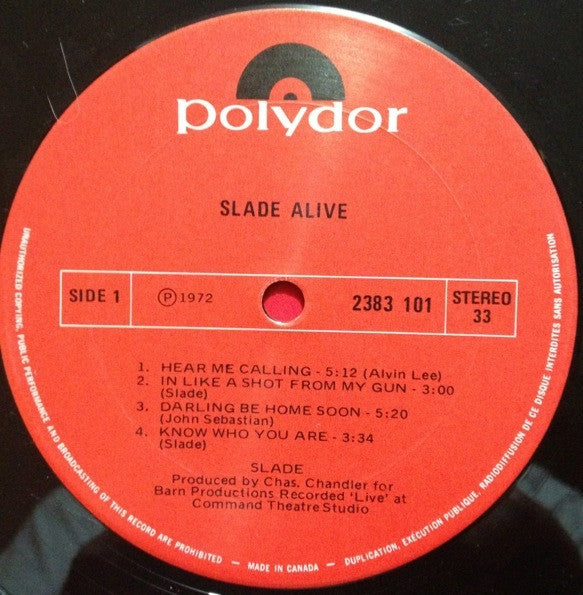 polydor
SLADE ALIVE
SIDE 1
Ⓟ 1972
2383 101
STEREO
33
1. HEAR ME CALLING - 5:12 (Alvin Lee)
2. IN LIKE A SHOT FROM MY GUN - 3:00
(Slade)
3. DARLING BE HOME SOON - 5:20
(John Sebastian)
4. KNOW WHO YOU ARE - 3:34
(Slade)
SLADE
Produced by Chas. Chandler for
Barn Productions Recorded 'Live' at
Command Theatre Studio
UNAUTHORIZED COPYING, PUBLIC PERFORMANCE AND BROADCASTING OF THIS RECORD ARE PROHIBITED – MADE IN CANADA – DUPLICATION, EXÉCUTION PUBLIQUE, RADIODIFFUSION DE CE DISQUE INTERDITES SANS AUTORISATION